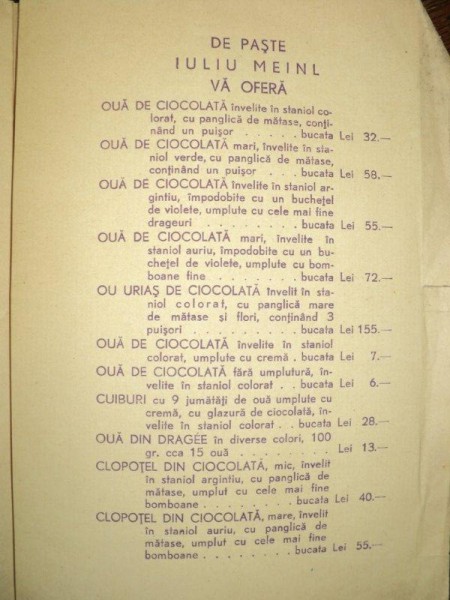 DE PAŞTE
IULIU MEINL
VĂ OFERĂ
OUĂ DE CIOCOLATĂ învelite în staniol co-
lorat, cu panglică de mătase, conţi-
nând un puişor . . . . . bucata Lei 32.—
OUĂ DE CIOCOLATĂ mari, învelite în sta-
niol verde, cu panglică de mătase,
conţinând un puişor . . . bucata Lei 58.—
OUĂ DE CIOCOLATĂ învelite în staniol ar-
gintiu, împodobite cu un bucheţel
de violete, umplute cu cele mai fine
drageuri . . . . . . . bucata Lei 55.—
OUĂ DE CIOCOLATĂ mari, învelite în
staniol auriu, împodobite cu un bu-
cheţel de violete, umplute cu bom-
boane fine . . . . . . bucata Lei 72.—
OU URIAŞ DE CIOCOLATĂ învelit în sta-
niol colorat, cu panglică mare
de mătase şi flori, conţinând 3
puişori . . . . . . . . bucata Lei 155.—
OUĂ DE CIOCOLATĂ învelite în staniol
colorat, umplute cu cremă . bucata Lei 7.—
OUĂ DE CIOCOLATĂ fără umplutură, în-
velite în staniol colorat . . bucata Lei 6.—
CUIBURI cu 9 jumătăţi de ouă umplute cu
cremă, cu glazură de ciocolată, în-
velite în staniol colorat . . bucata Lei 28.—
OUĂ DIN DRAGÉE în diverse colori, 100
gr. cca 15 ouă . . . . . . . . Lei 13.—
CLOPOŢEL DIN CIOCOLATĂ, mic, învelit
în staniol argintiu, cu panglică de
mătase, umplut cu cele mai fine
bomboane . . . . . . . bucata Lei 40.—
CLOPOŢEL DIN CIOCOLATĂ, mare, învelit
în staniol auriu, cu panglică de
mătase, umplut cu cele mai fine
bomboane . . . . . . . . bucata Lei 55.—